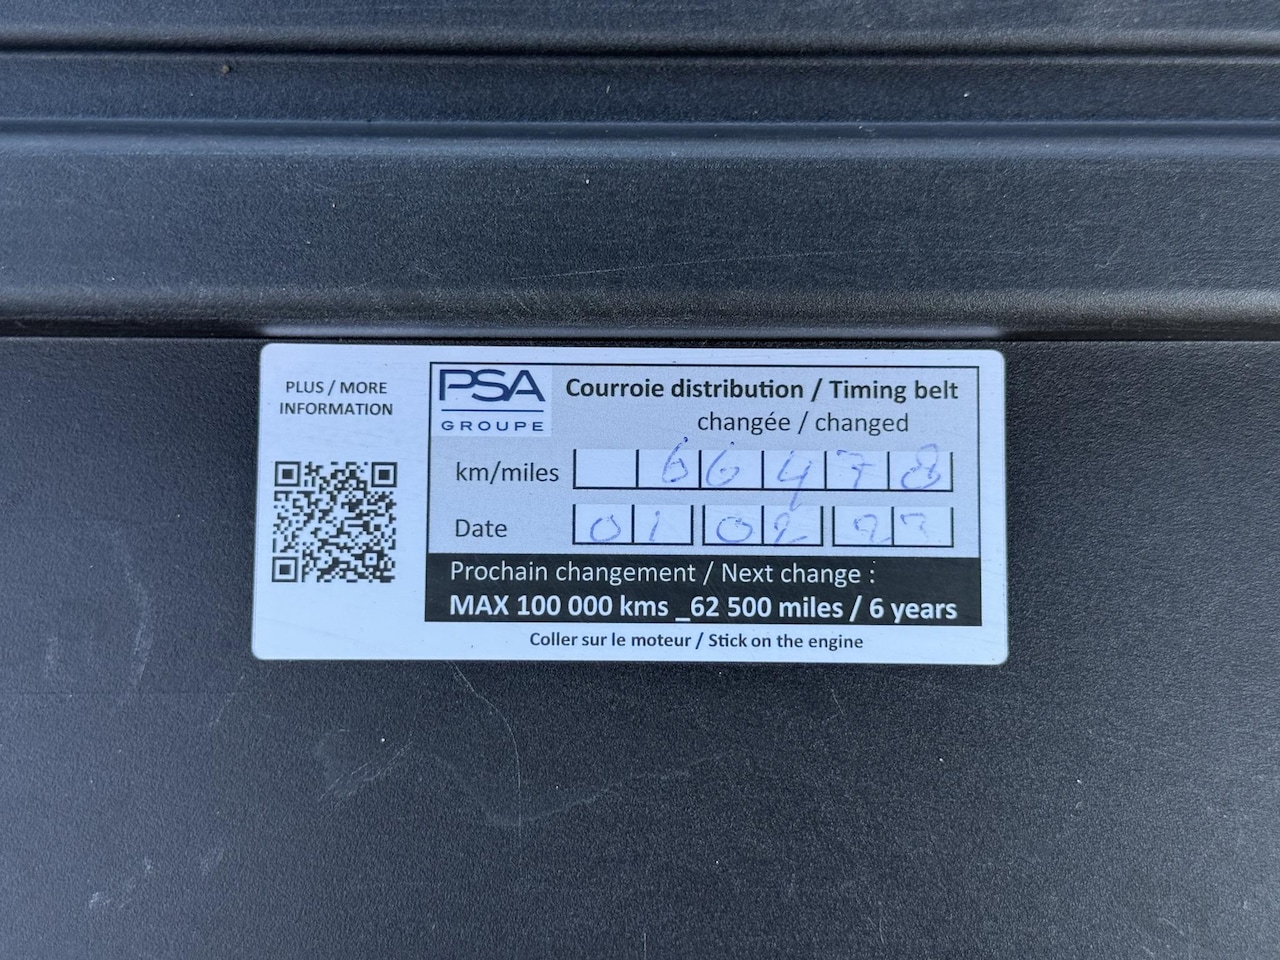 PLUS / MORE
INFORMATION
PSA
GROUPE
Courroie distribution / Timing belt
changée / changed
km/miles 66478
Date 01 02 23
Prochain changement / Next change :
MAX 100 000 kms _62 500 miles / 6 years
Coller sur le moteur / Stick on the engine